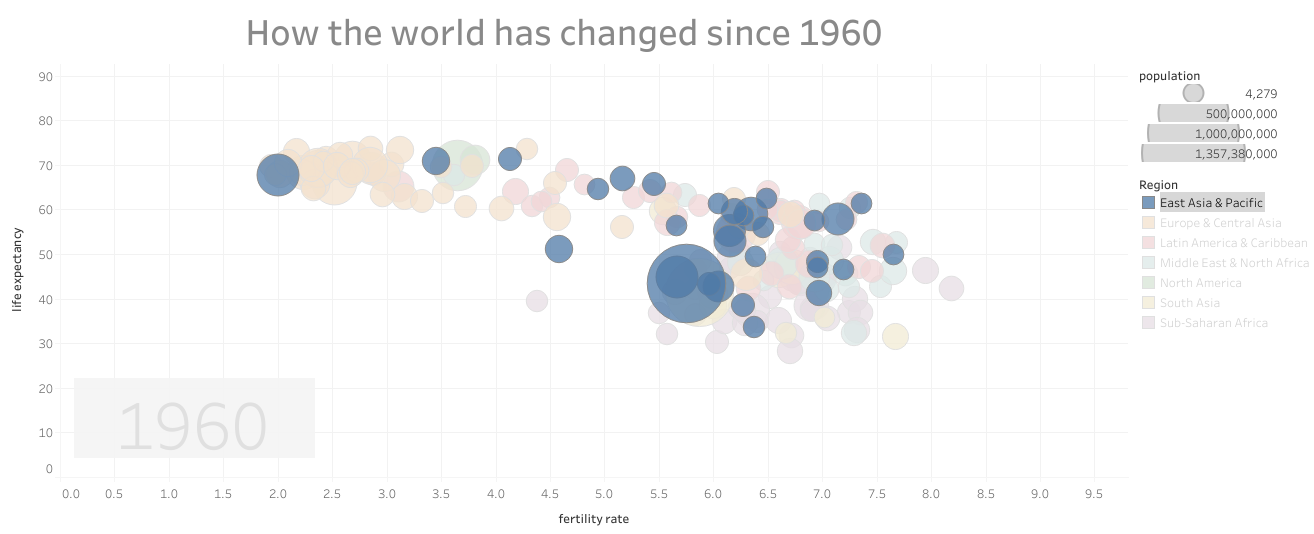 How the world has changed since 1960
population
4,279
500,000,000
1,000,000,000
1,357,380,000
Region
East Asia & Pacific
Europe & Central Asia
Latin America & Caribbean
Middle East & North Africa
North America
South Asia
Sub-Saharan Africa
life expectancy
90
80
70
60
50
40
30
20
10
0
1960
0.0 0.5 1.0 1.5 2.0 2.5 3.0 3.5 4.0 4.5 5.0 5.5 6.0 6.5 7.0 7.5 8.0 8.5 9.0 9.5
fertility rate